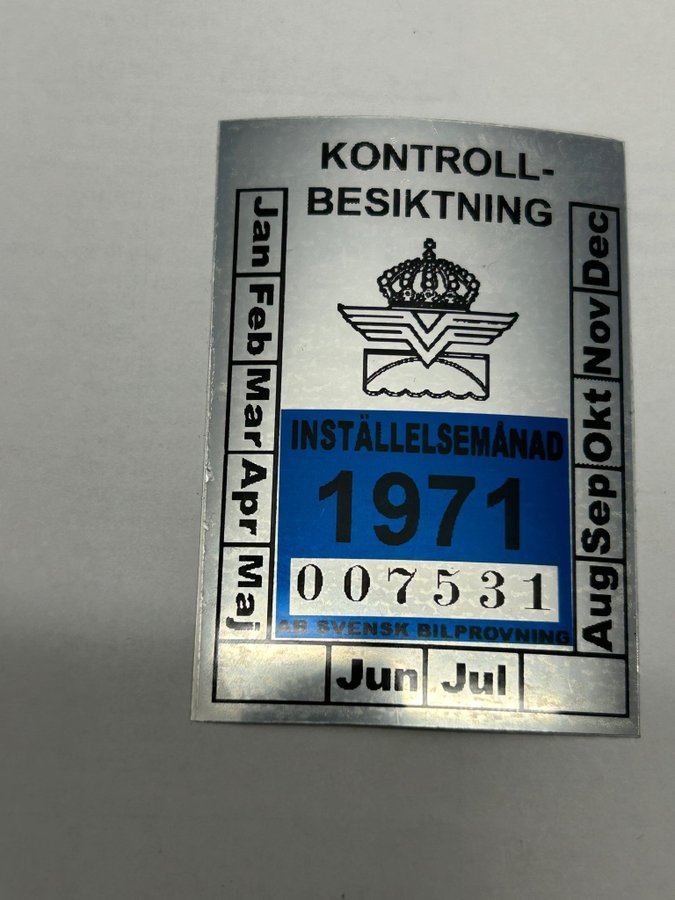 KONTROLL-
BESIKTNING
Jan
Feb
Mar
Apr
Maj
Jun
Jul
Aug
Sep
Okt
Nov
Dec
INSTÄLLELSEMÅNAD
1971
007531
AB SVENSK BILPROVNING